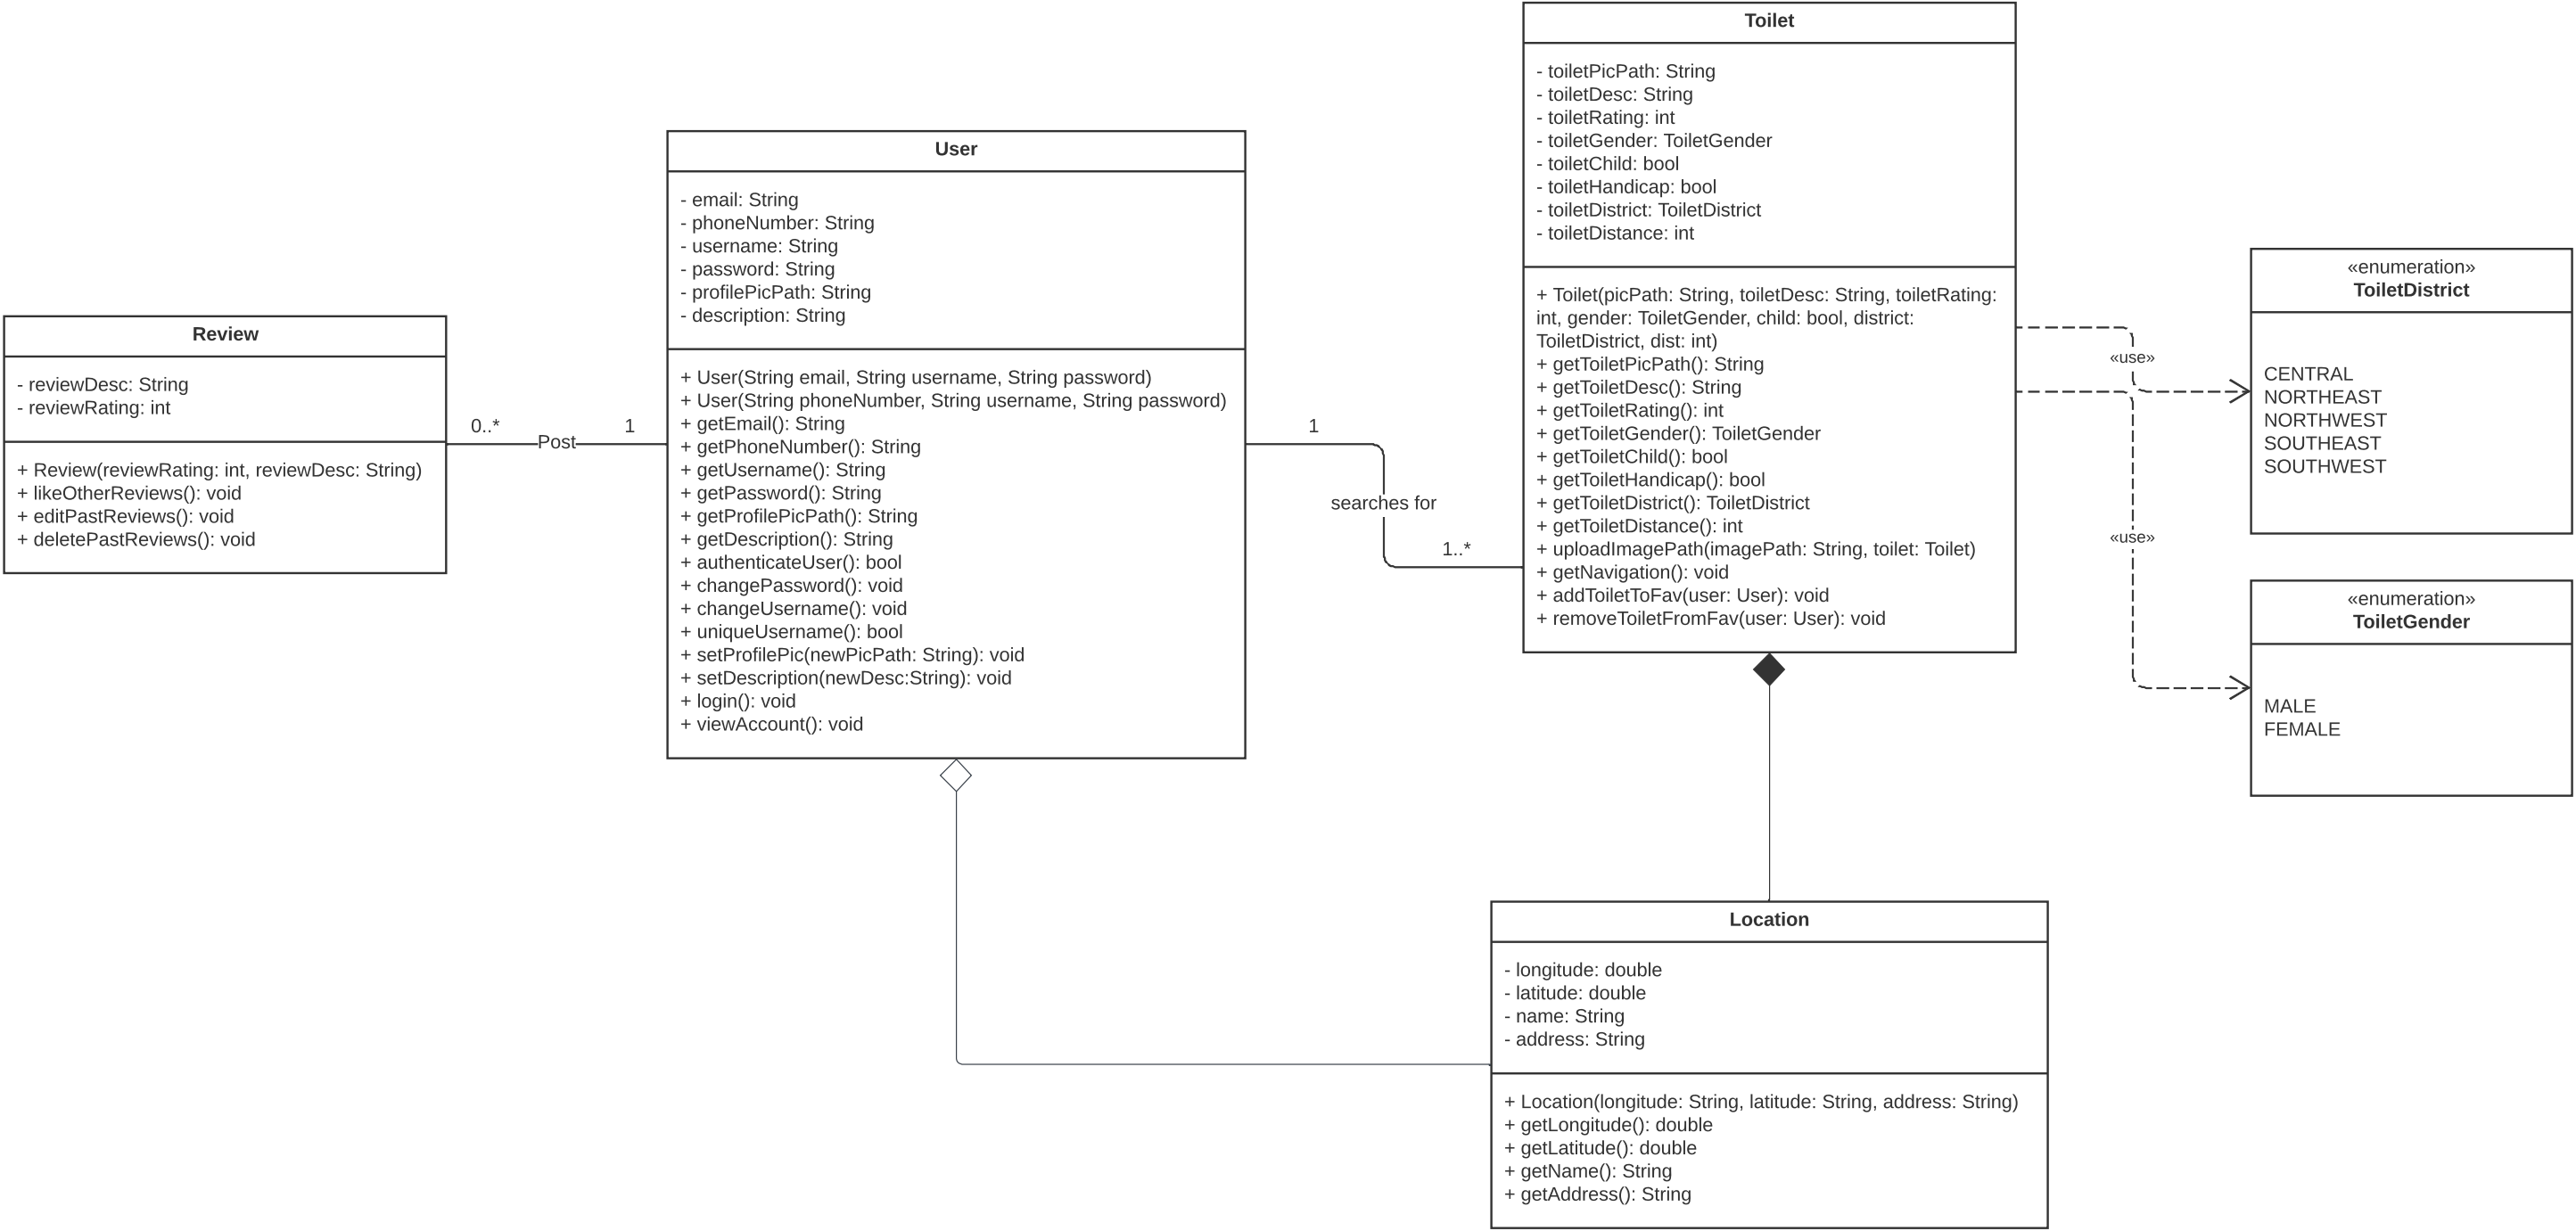 Review
- reviewDesc: String
- reviewRating: int
+ Review(reviewRating: int, reviewDesc: String)
+ likeOtherReviews(): void
+ editPastReviews(): void
+ deletePastReviews(): void
0..*
Post
1
User
- email: String
- phoneNumber: String
- username: String
- password: String
- profilePicPath: String
- description: String
+ User(String email, String username, String password)
+ User(String phoneNumber, String username, String password)
+ getEmail(): String
+ getPhoneNumber(): String
+ getUsername(): String
+ getPassword(): String
+ getProfilePicPath(): String
+ getDescription(): String
+ authenticateUser(): bool
+ changePassword(): void
+ changeUsername(): void
+ uniqueUsername(): bool
+ setProfilePic(newPicPath: String): void
+ setDescription(newDesc:String): void
+ login(): void
+ viewAccount(): void
1
searches for
1..*
Toilet
- toiletPicPath: String
- toiletDesc: String
- toiletRating: int
- toiletGender: ToiletGender
- toiletChild: bool
- toiletHandicap: bool
- toiletDistrict: ToiletDistrict
- toiletDistance: int
+ Toilet(picPath: String, toiletDesc: String, toiletRating:
int, gender: ToiletGender, child: bool, district:
ToiletDistrict, dist: int)
+ getToiletPicPath(): String
+ getToiletDesc(): String
+ getToiletRating(): int
+ getToiletGender(): ToiletGender
+ getToiletChild(): bool
+ getToiletHandicap(): bool
+ getToiletDistrict(): ToiletDistrict
+ getToiletDistance(): int
+ uploadImagePath(imagePath: String, toilet: Toilet)
+ getNavigation(): void
+ addToiletToFav(user: User): void
+ removeToiletFromFav(user: User): void
«use»
«use»
«enumeration»
ToiletDistrict
CENTRAL
NORTHEAST
NORTHWEST
SOUTHEAST
SOUTHWEST
«enumeration»
ToiletGender
MALE
FEMALE
Location
- longitude: double
- latitude: double
- name: String
- address: String
+ Location(longitude: String, latitude: String, address: String)
+ getLongitude(): double
+ getLatitude(): double
+ getName(): String
+ getAddress(): String